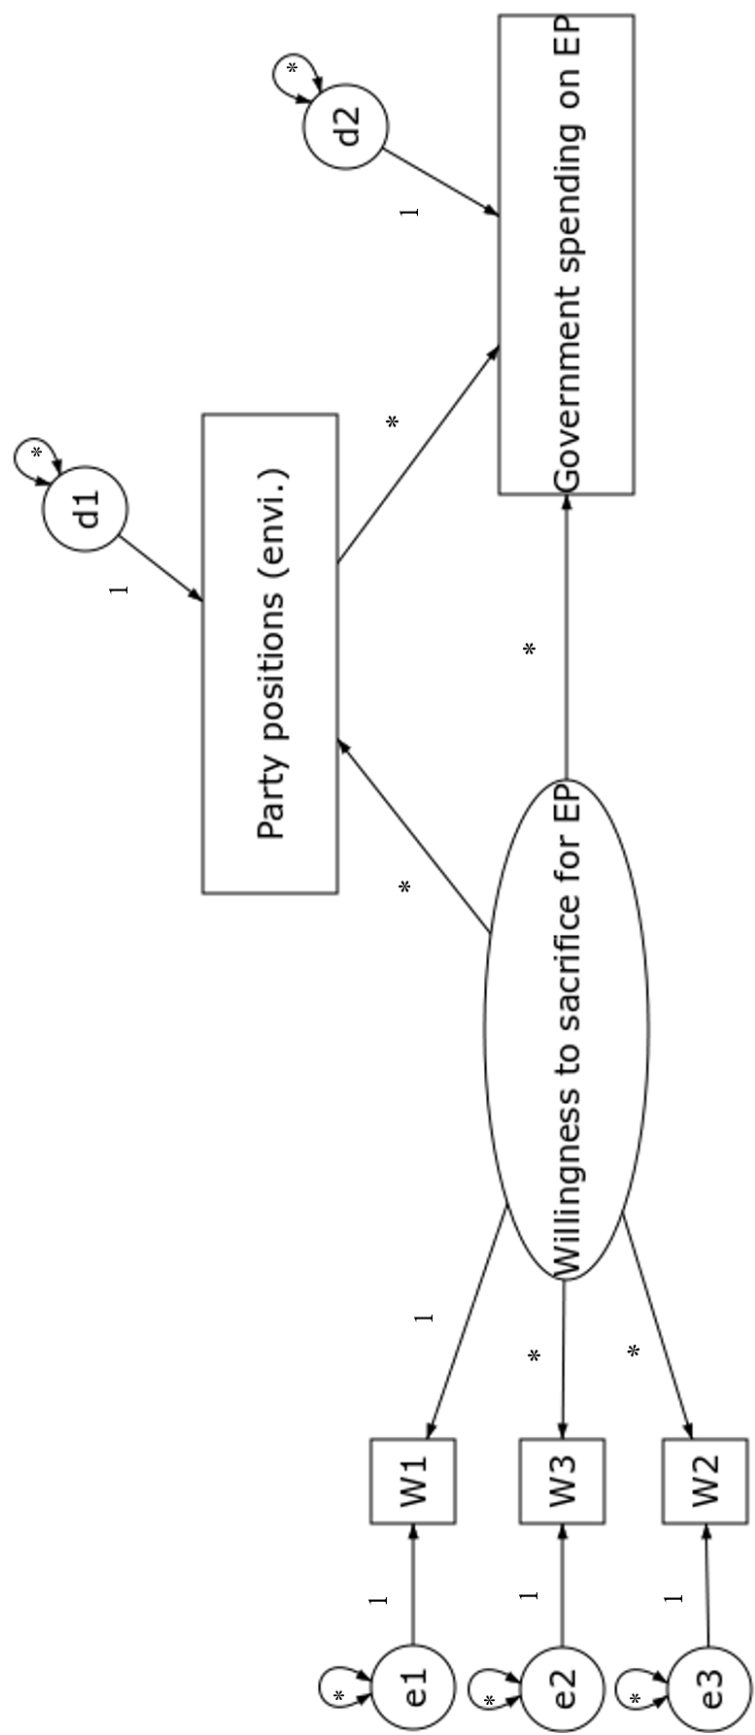 *
d2
1
Government spending on EP
*
d1
1
Party positions (envi.)
*
*
*
Willingness to sacrifice for EP
1
*
*
W1
W3
W2
1
1
1
*
e1
*
e2
*
e3